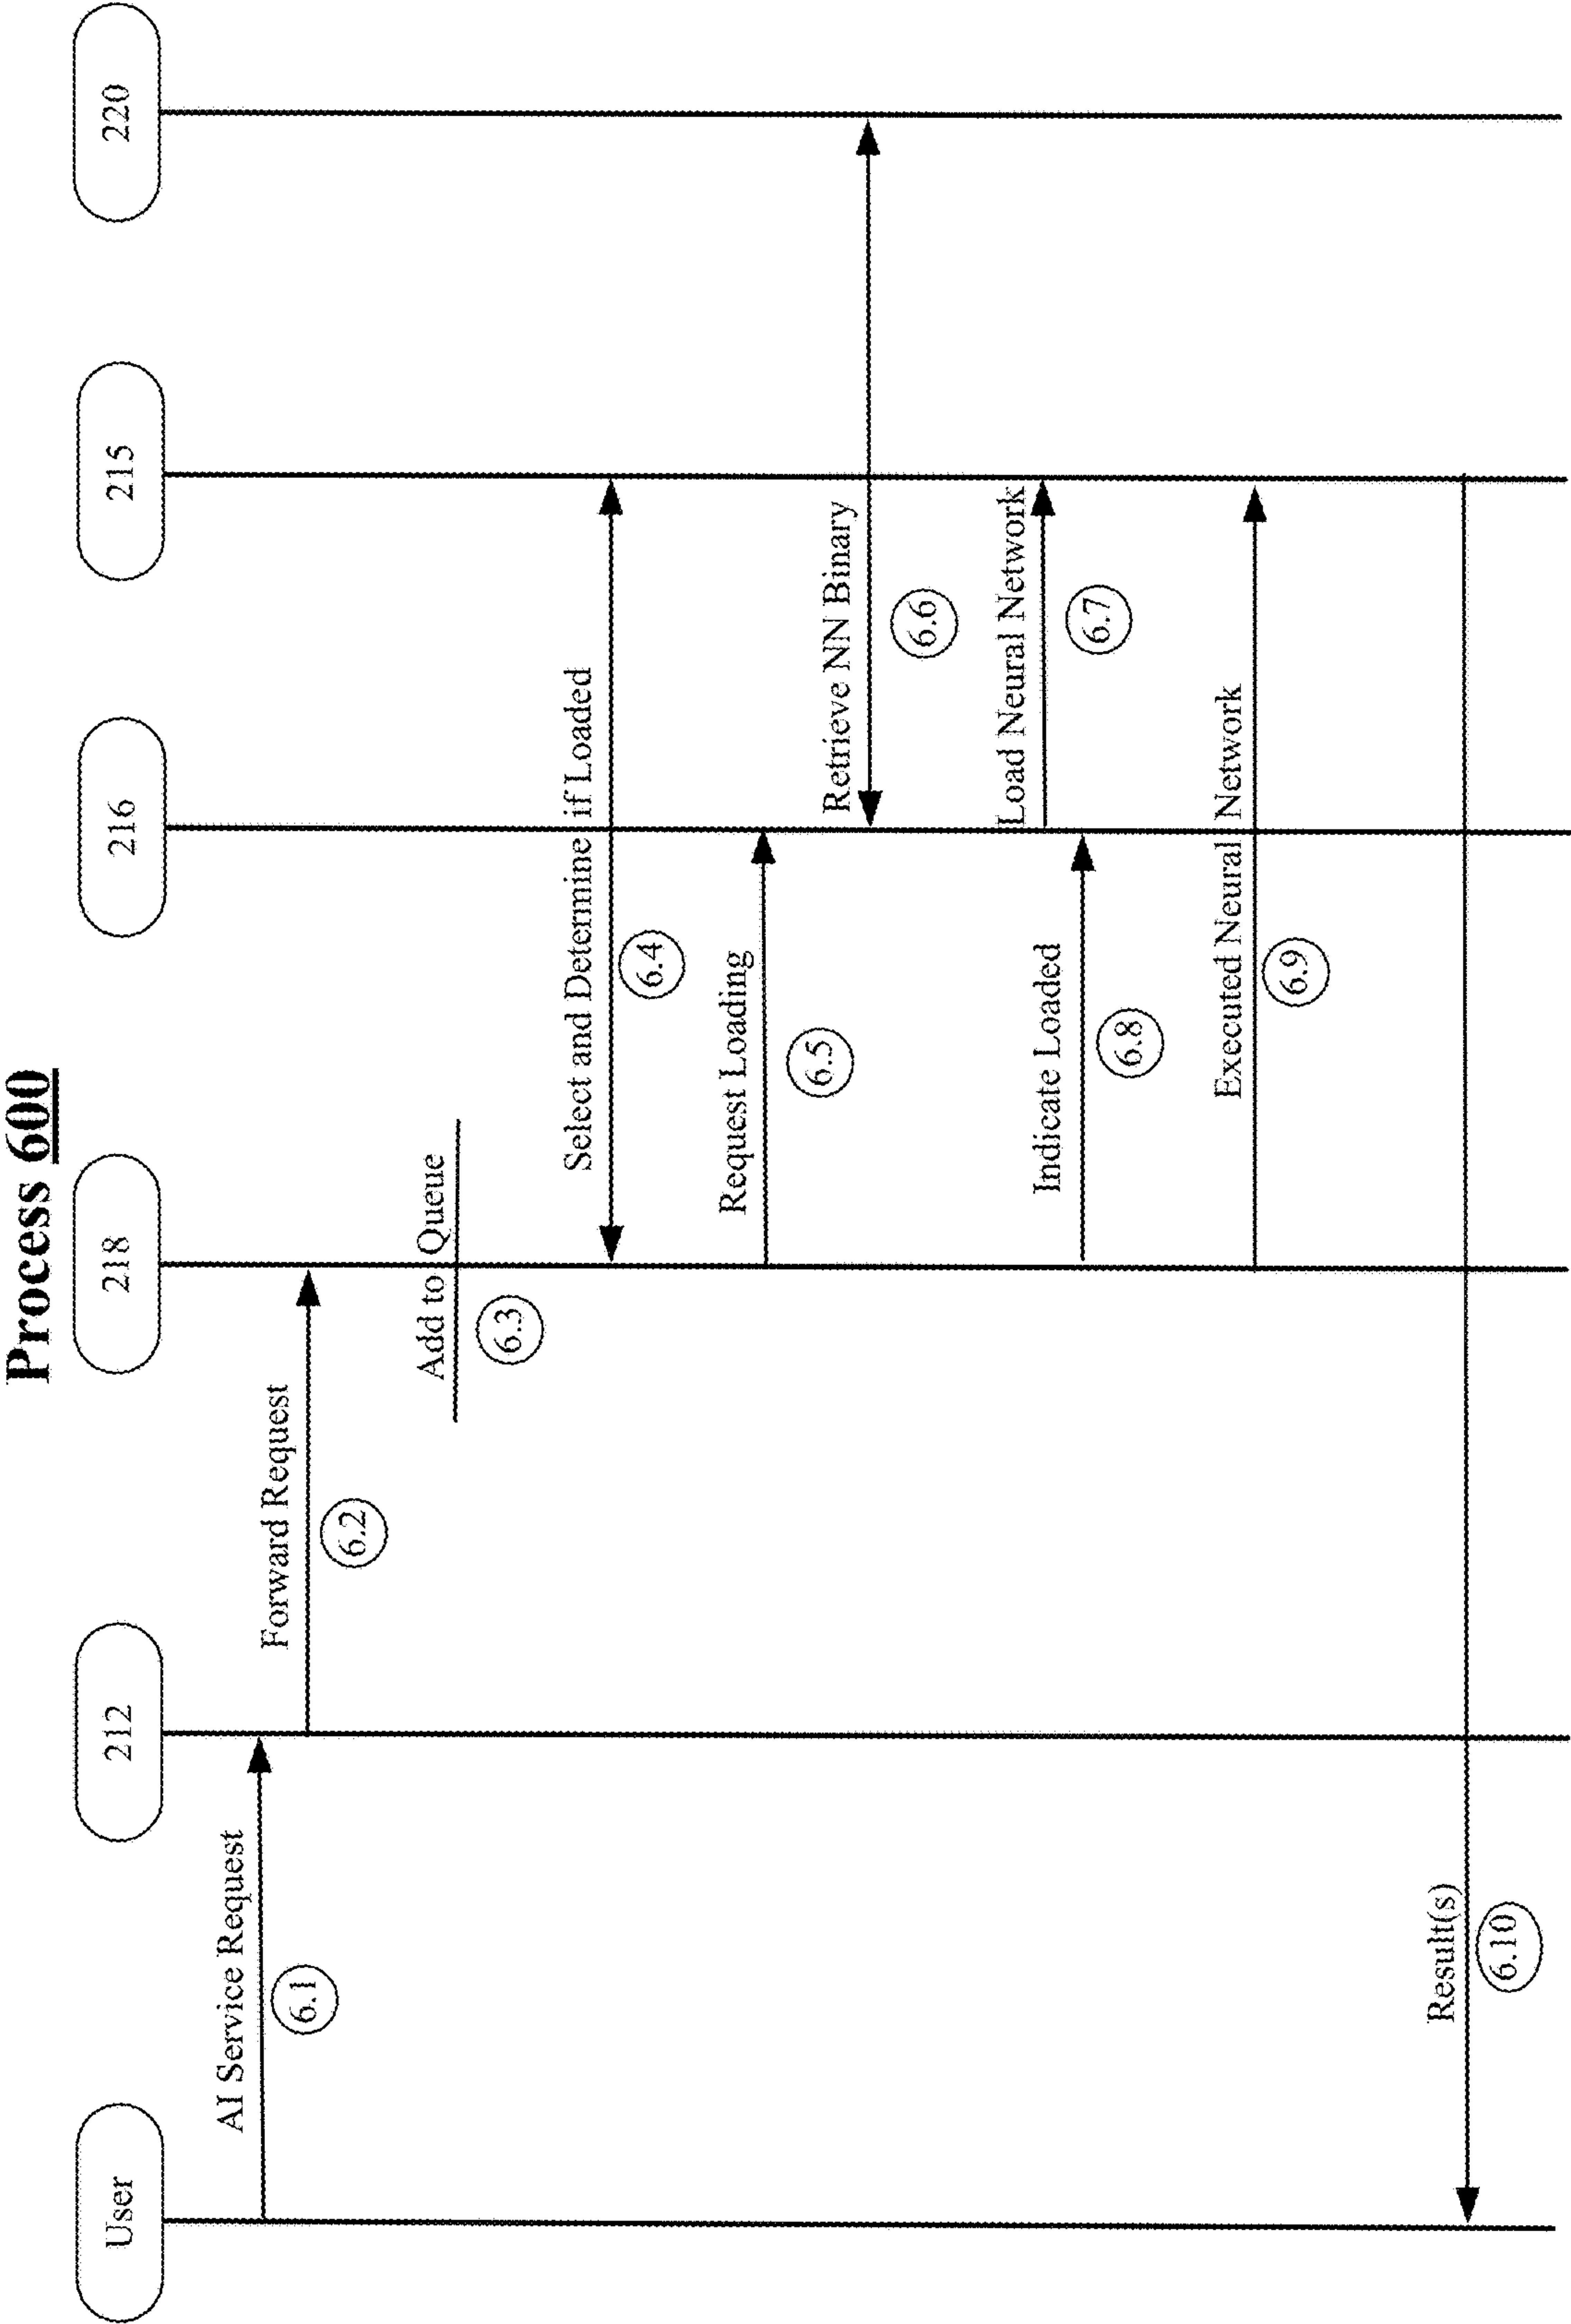 Process 600
User
212
218
216
215
220
AI Service Request
6.1
Forward Request
6.2
Add to Queue
6.3
Select and Determine if Loaded
6.4
Request Loading
6.5
Retrieve NN Binary
6.6
Load Neural Network
6.7
Indicate Loaded
6.8
Executed Neural Network
6.9
Result(s)
6.10